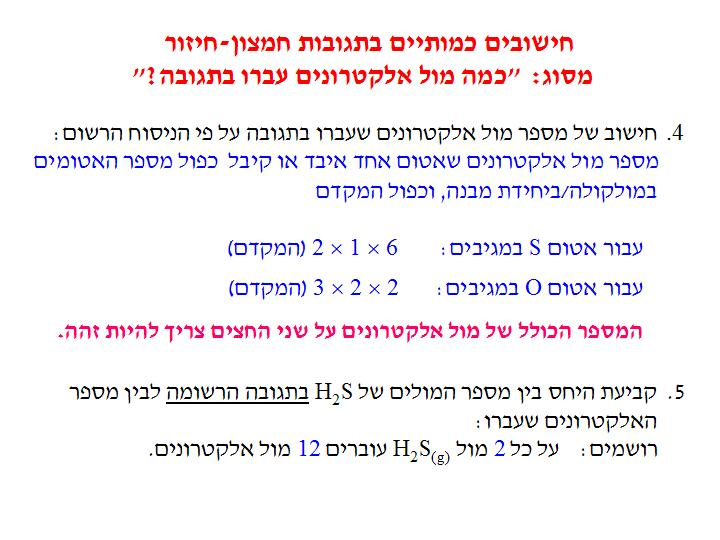 חישובים כמותיים בתגובות חמצון-חיזור
מסוג: "כמה מול אלקטרונים עברו בתגובה?"
4. חישוב של מספר מול אלקטרונים שעברו בתגובה על פי הניסוח הרשום:
מספר מול אלקטרונים שאטום אחד איבד או קיבל כפול מספר האטומים
במולקולה/ביחידת מבנה, וכפול המקדם
עבור אטום S במגיבים: 6 × 1 × 2 (המקדם)
עבור אטום O במגיבים: 2 × 2 × 3 (המקדם)
המספר הכולל של מול אלקטרונים על שני החצים צריך להיות זהה.
5. קביעת היחס בין מספר המולים של H₂S בתגובה הרשומה לבין מספר
האלקטרונים שעברו:
רושמים: על כל 2 מול H₂S(g) עוברים 12 מול אלקטרונים.